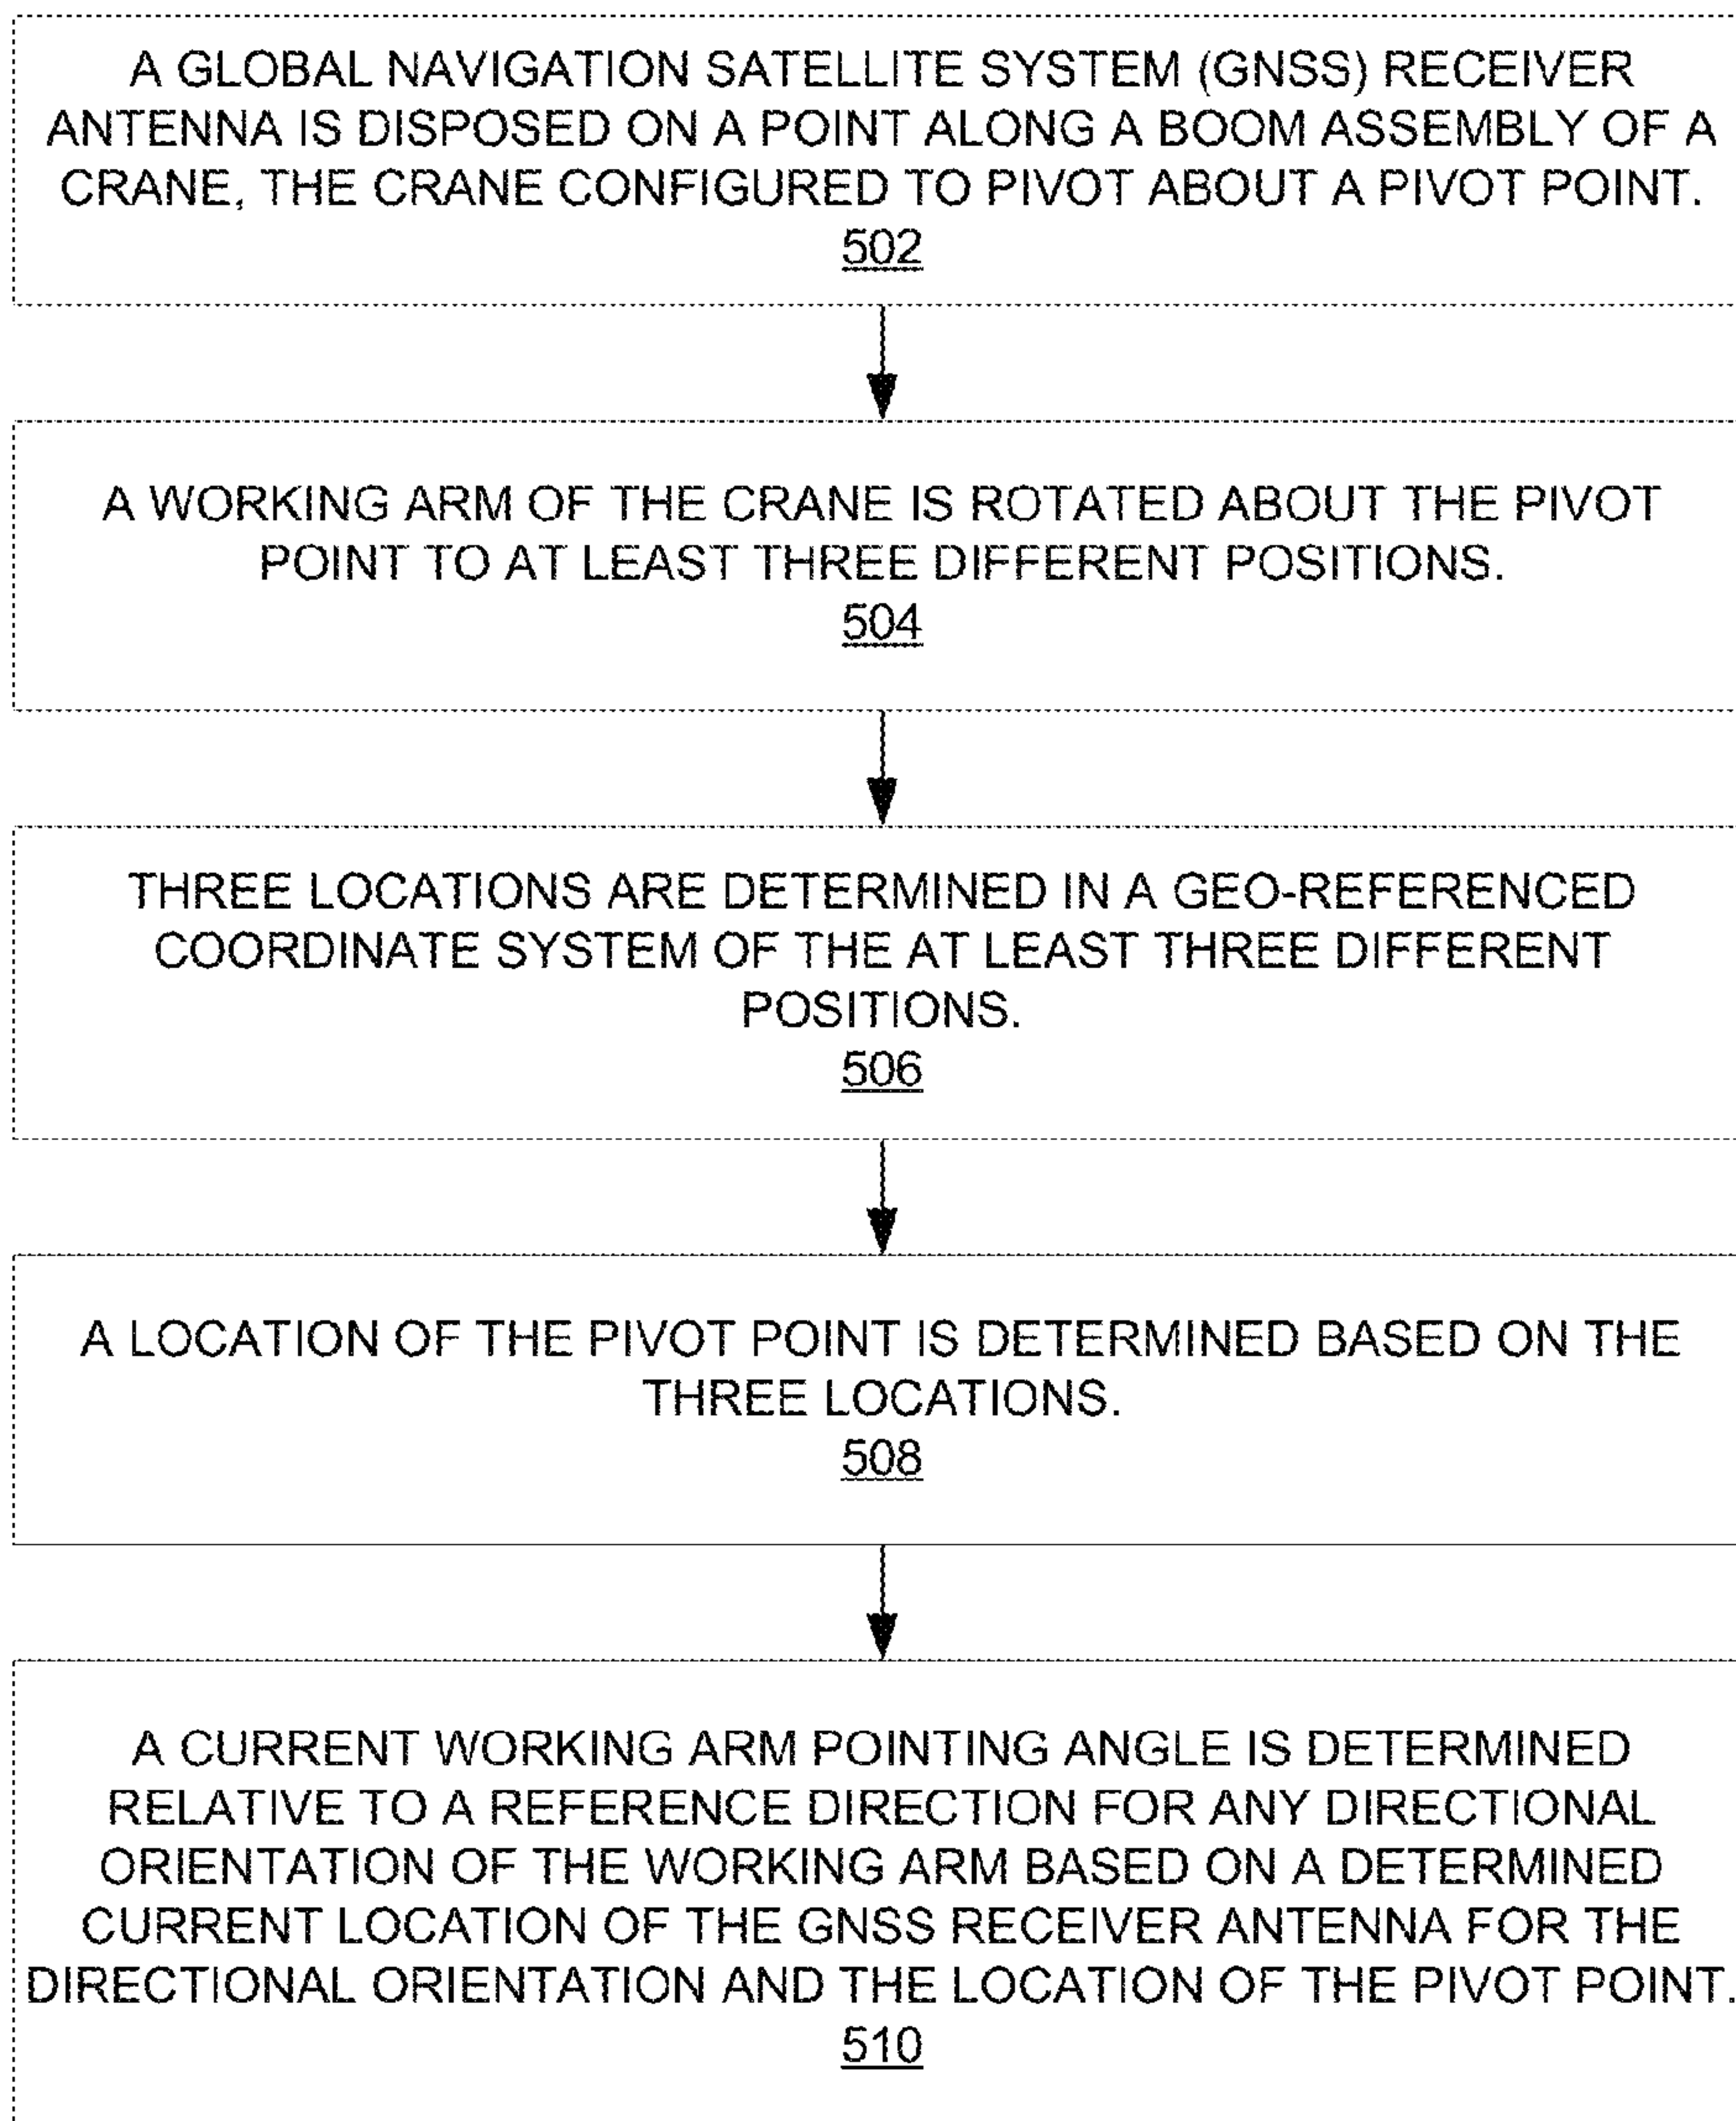 A GLOBAL NAVIGATION SATELLITE SYSTEM (GNSS) RECEIVER
ANTENNA IS DISPOSED ON A POINT ALONG A BOOM ASSEMBLY OF A
CRANE, THE CRANE CONFIGURED TO PIVOT ABOUT A PIVOT POINT.
502
A WORKING ARM OF THE CRANE IS ROTATED ABOUT THE PIVOT
POINT TO AT LEAST THREE DIFFERENT POSITIONS.
504
THREE LOCATIONS ARE DETERMINED IN A GEO-REFERENCED
COORDINATE SYSTEM OF THE AT LEAST THREE DIFFERENT
POSITIONS.
506
A LOCATION OF THE PIVOT POINT IS DETERMINED BASED ON THE
THREE LOCATIONS.
508
A CURRENT WORKING ARM POINTING ANGLE IS DETERMINED
RELATIVE TO A REFERENCE DIRECTION FOR ANY DIRECTIONAL
ORIENTATION OF THE WORKING ARM BASED ON A DETERMINED
CURRENT LOCATION OF THE GNSS RECEIVER ANTENNA FOR THE
DIRECTIONAL ORIENTATION AND THE LOCATION OF THE PIVOT POINT.
510